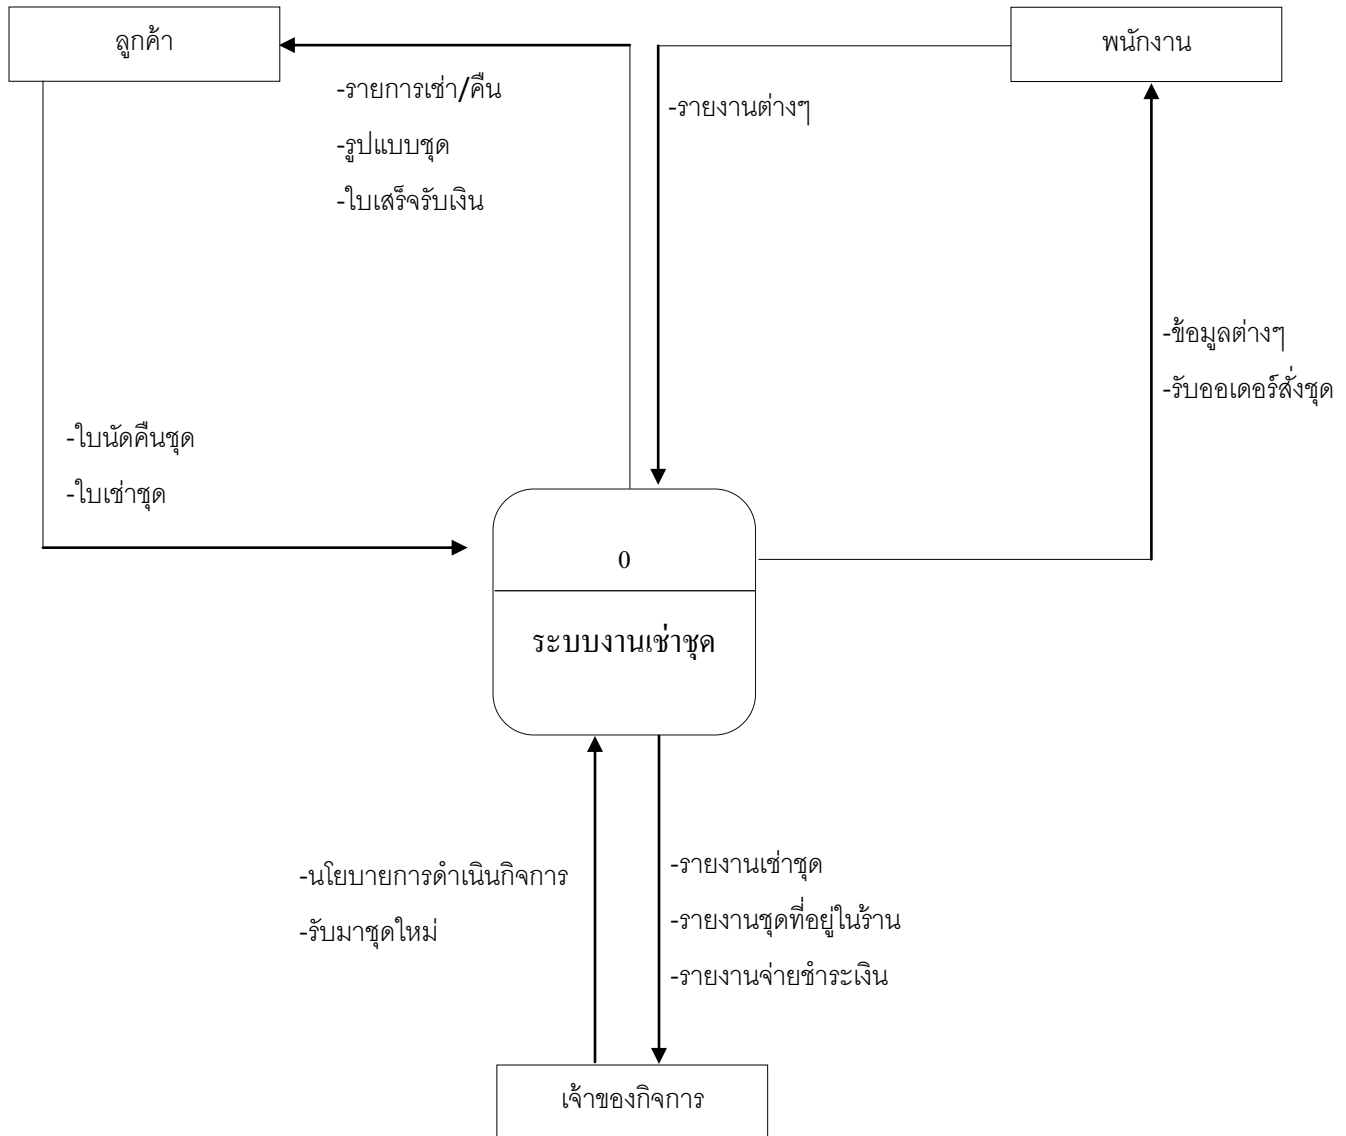 ลูกค้า
พนักงาน
-รายการเช่า/คืน
-รูปแบบชุด
-ใบเสร็จรับเงิน
-รายงานต่างๆ
-ข้อมูลต่างๆ
-รับออเดอร์สั่งชุด
-ใบนัดคืนชุด
-ใบเช่าชุด
0
ระบบงานเช่าชุด
-นโยบายการดำเนินกิจการ
-รับมาชุดใหม่
-รายงานเช่าชุด
-รายงานชุดที่อยู่ในร้าน
-รายงานจ่ายชำระเงิน
เจ้าของกิจการ